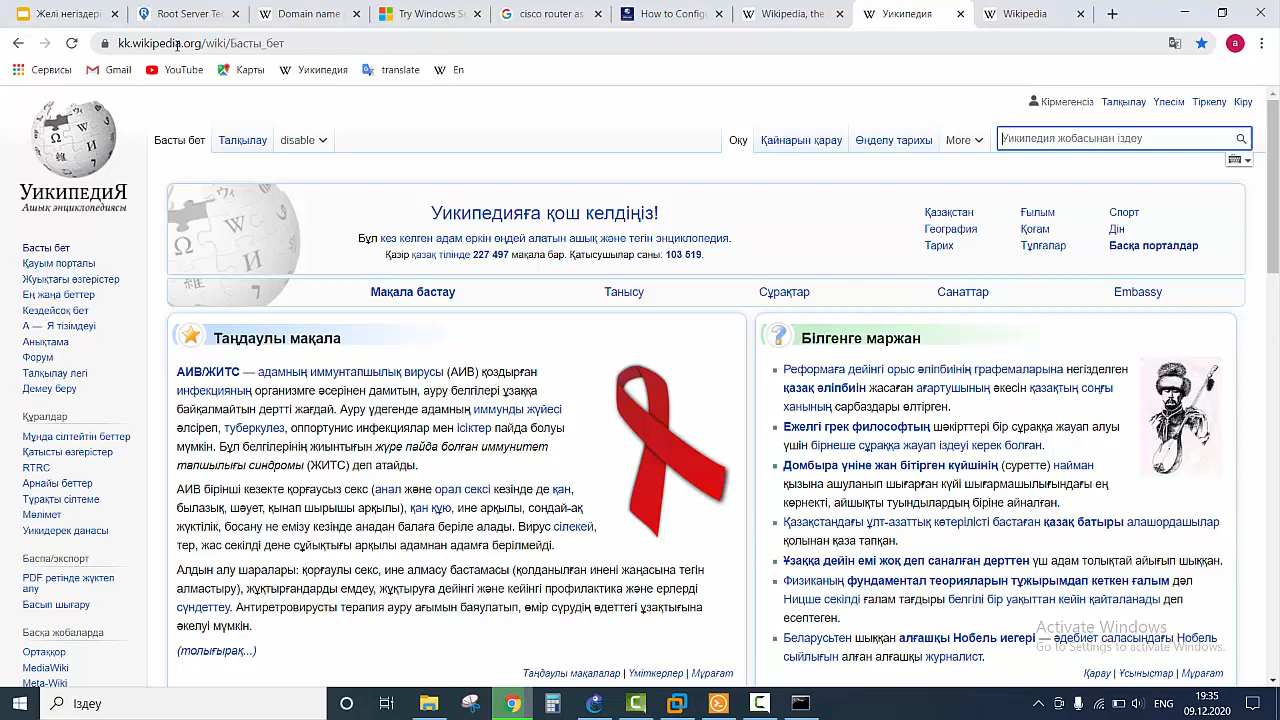 Желі негіздері
Root Server Te
Domain name
Try Windows S
cisco router as
How to Config
Wikipedia, the
Уикипедия
Wikipedia
kk.wikipedia.org/wiki/Басты_бет
a
Сервисы
Gmail
YouTube
Карты
Уикипедия
translate
En
Кірмегенсіз Талқылау Үлесім Тіркелу Кіру
Басты бет Талқылау disable Оқу Қайнарын қарау Өңделу тарихы More Уикипедия жобасынан іздеу
УИКИПЕДИЯ
Ашық энциклопедиясы
Басты бет
Қауым порталы
Жуықтағы өзгерістер
Ең жаңа беттер
Кездейсоқ бет
А — Я тізімдеуі
Анықтама
Форум
Талқылау легі
Демеу беру
Құралдар
Мұнда сілтейтін беттер
Қатысты өзгерістер
RTRC
Арнайы беттер
Тұрақты сілтеме
Мәлімет
Уикидерек данасы
Баспа/экспорт
PDF ретінде жүктеп
алу
Басып шығару
Басқа жобаларда
Ортаққор
MediaWiki
Meta-Wiki
Уикипедияға қош келдіңіз!
Бұл кез келген адам еркін өңдей алатын ашық және тегін энциклопедия.
Қазір қазақ тілінде 227 497 мақала бар. Қатысушылар саны: 103 519.
Қазақстан Ғылым Спорт
География Қоғам Дін
Тарих Тұлғалар Басқа порталдар
Мақала бастау Танысу Сұрақтар Санаттар Embassy
Таңдаулы мақала
АИВ/ЖИТС — адамның иммунтапшылық вирусы (АИВ) қоздырған
инфекцияның организмге әсерінен дамитын, ауру белгілері ұзаққа
байқалмайтын дертті жағдай. Ауру үдегенде адамның иммунды жүйесі
әлсіреп, туберкулез, оппортунис инфекциялар мен ісіктер пайда болуы
мүмкін. Бұл белгілерінің жиынтығын жүре пайда болған иммунитет
тапшылығы синдромы (ЖИТС) деп атайды.
АИВ бірінші кезекте қорғаусыз секс (анал және орал сексі кезінде де қан,
былазық, шәует, қынап шырышы арқылы), қан құю, ине арқылы, сондай-ақ
жүктілік, босану не емізу кезінде анадан балаға беріле алады. Вирус сілекей,
тер, жас секілді дене сұйықтығы арқылы адамнан адамға берілмейді.
Алдын алу шаралары: қорғаулы секс, ине алмасу бастамасы (қолданылған инені жаңасына тегін
алмастыру), жұқтырғандарды емдеу, жұқтыруға дейінгі және кейінгі профилактика және ерлерді
сүндеттеу. Антиретровирусты терапия ауру ағымын баяулатып, өмір сүрудің әдеттегі ұзақтығына
әкелуі мүмкін.
(толығырақ...)
Таңдаулы мақалалар | Үміткерлер | Мұрағат
Білгенге маржан
Реформаға дейінгі орыс әліпбиінің графемаларына негізделген
қазақ әліпбиін жасаған ағартушының әкесін қазақтың соңғы
ханының сарбаздары өлтірген.
Ежелгі грек философтың шәкірттері бір сұраққа жауап алуы
үшін бірнеше сұраққа жауап іздеуі керек болған.
Домбыра үніне жан бітірген күйшінің (суретте) найман
қызына ашуланып шығарған күйі шығармашылығындағы ең
көрнекті, айшықты туындылардың біріне айналған.
Қазақстандағы ұлт-азаттық көтерілісті бастаған қазақ батыры алашордашылар
қолынан қаза тапқан.
Ұзаққа дейін емі жоқ деп саналған дерттен үш адам толықтай айыққан шыққан.
Физиканың фундаментал теорияларын тұжырымдап кеткен ғалым дәл
Ницше секілді ғалам тағдыры белгілі бір уақыттан кейін қайталанады деп
есептеген.
Беларусьтен шыққан алғашқы Нобель иегері — әдебиет саласындағы Нобель
сыйлығын алған алғашқы журналист.
Қарау | Ұсыныстар | Мұрағат
Activate Windows
Go to Settings to activate Windows.
Іздеу
ENG
19:35
09.12.2020